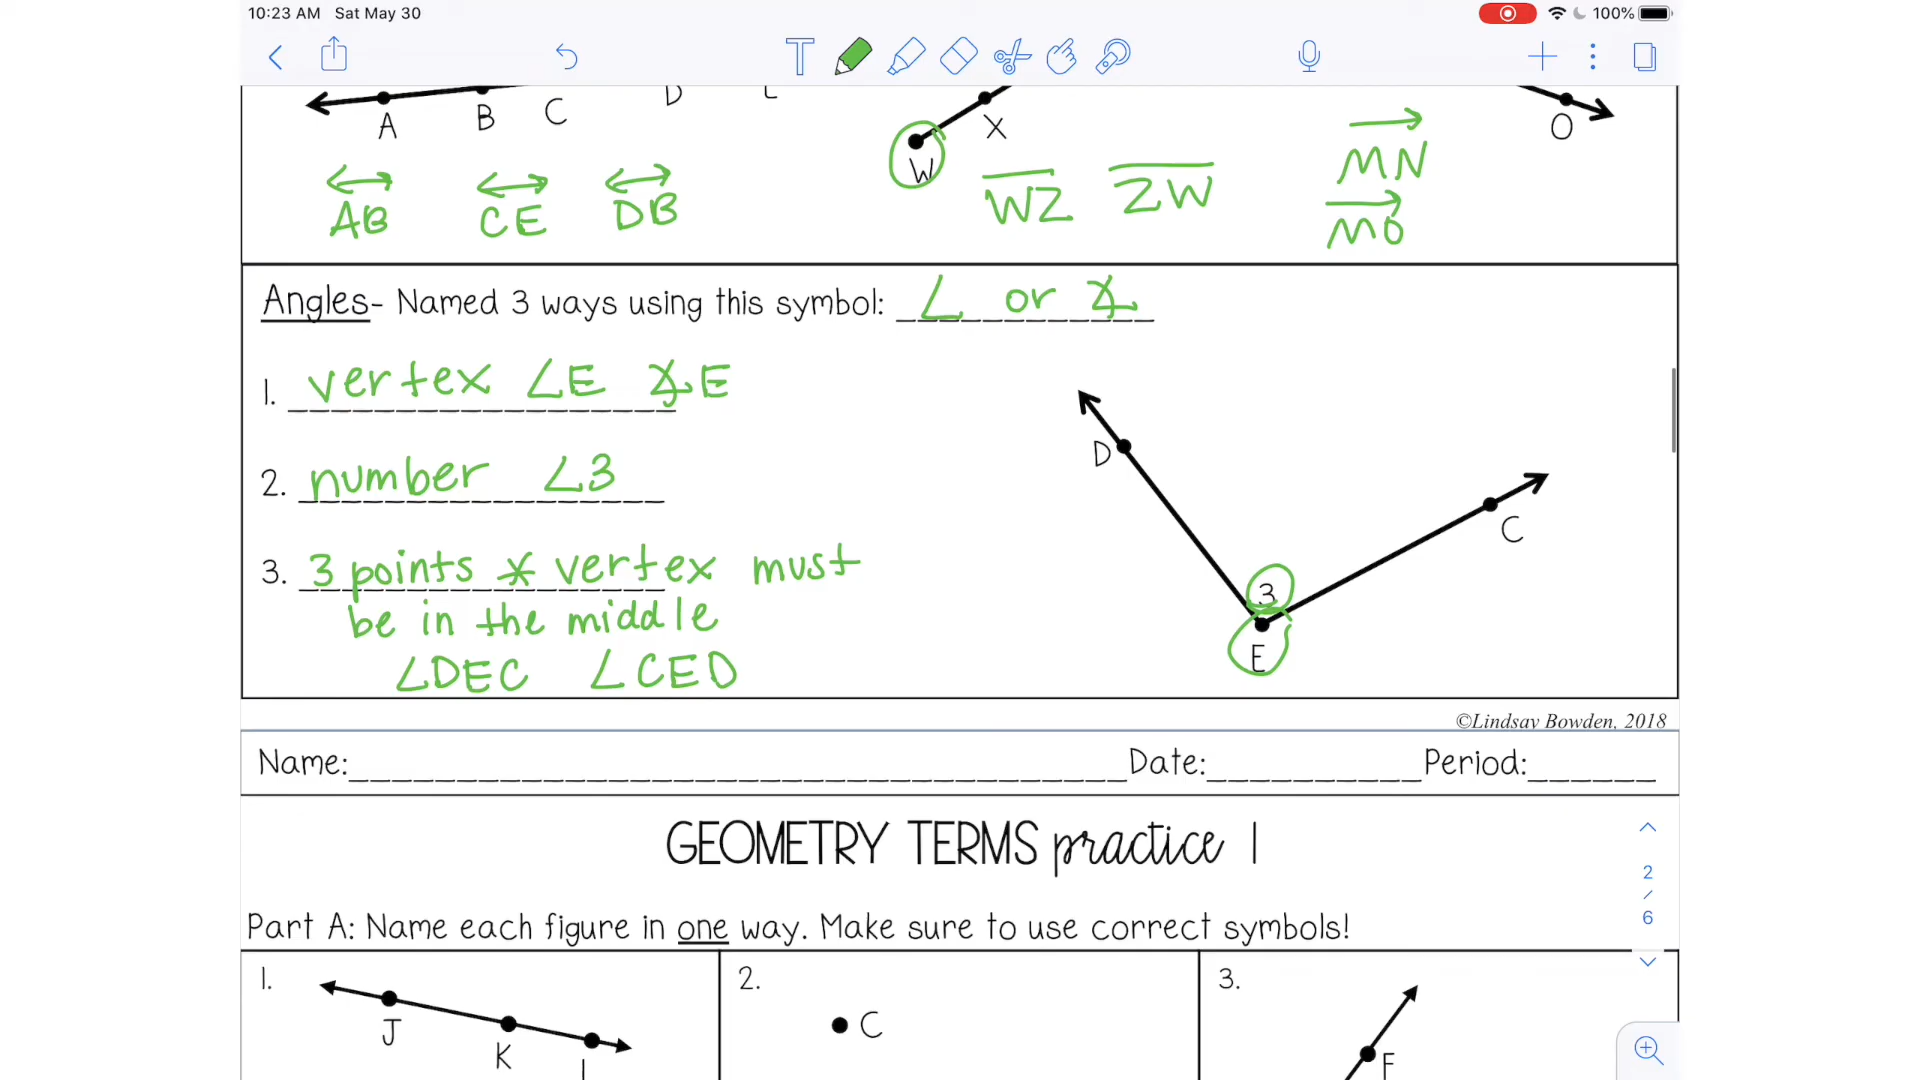 10:23 AM Sat May 30
100%
T
A B C D
X
W
O
AB CE DB
WZ ZW
MN
MO
Angles- Named 3 ways using this symbol: ∠ or ∡
1. vertex ∠E ∡E
2. number ∠3
3. 3 points * vertex must
be in the middle
∠DEC ∠CED
D
C
3
E
©Lindsay Bowden, 2018
Name: Date: Period:
GEOMETRY TERMS practice 1
Part A: Name each figure in one way. Make sure to use correct symbols!
1.
J
K
2.
C
3.
F
2
/
6